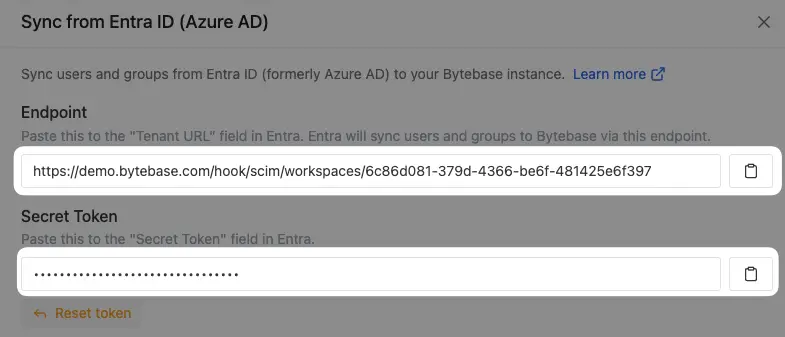 Sync from Entra ID (Azure AD)
Sync users and groups from Entra ID (formerly Azure AD) to your Bytebase instance. Learn more
Endpoint
Paste this to the "Tenant URL" field in Entra. Entra will sync users and groups to Bytebase via this endpoint.
https://demo.bytebase.com/hook/scim/workspaces/6c86d081-379d-4366-be6f-481425e6f397
Secret Token
Paste this to the "Secret Token" field in Entra.
••••••••••••••••••••••••••••••••
Reset token